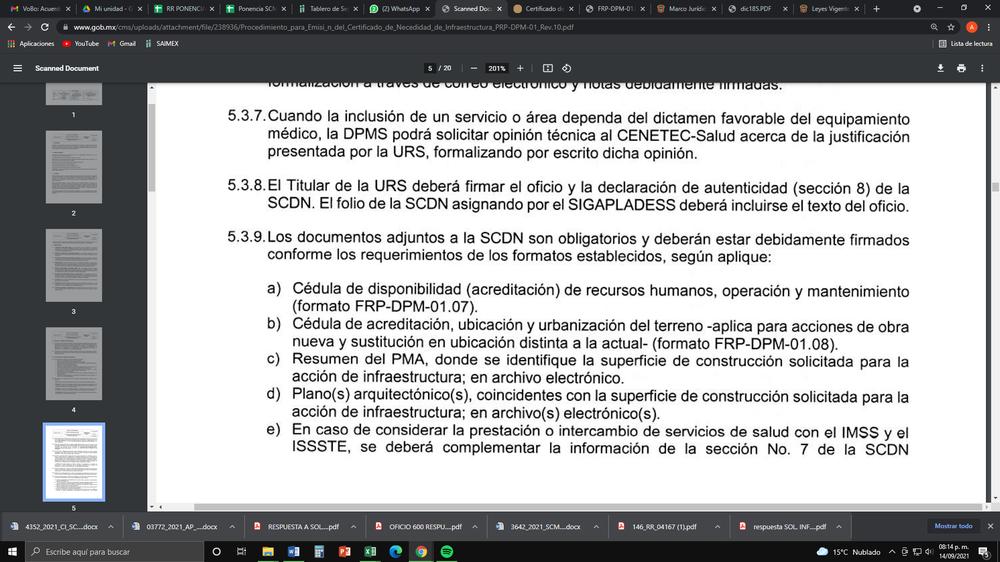 VoBo: Acuerdo
Mi unidad - G
RR PONENCIA
Ponencia SCM
Tablero de Se
(2) WhatsApp
Scanned Docu
Certificado de
FRP-DPM-01.
Marco Jurídic
dic185.PDF
Leyes Vigente
www.gob.mx/cms/uploads/attachment/file/238936/Procedimiento_para_Emisi_n_del_Certificado_de_Necedidad_de_Infraestructura_PRP-DPM-01_Rev.10.pdf
A
Aplicaciones
YouTube
Gmail
SAIMEX
Lista de lectura
Scanned Document
5 / 20
201%
1
2
3
4
5
formalización a través de correo electrónico y notas debidamente firmadas.
5.3.7. Cuando la inclusión de un servicio o área dependa del dictamen favorable del equipamiento
médico, la DPMS podrá solicitar opinión técnica al CENETEC-Salud acerca de la justificación
presentada por la URS, formalizando por escrito dicha opinión.
5.3.8. El Titular de la URS deberá firmar el oficio y la declaración de autenticidad (sección 8) de la
SCDN. El folio de la SCDN asignando por el SIGAPLADESS deberá incluirse el texto del oficio.
5.3.9. Los documentos adjuntos a la SCDN son obligatorios y deberán estar debidamente firmados
conforme los requerimientos de los formatos establecidos, según aplique:
a) Cédula de disponibilidad (acreditación) de recursos humanos, operación y mantenimiento
(formato FRP-DPM-01.07).
b) Cédula de acreditación, ubicación y urbanización del terreno -aplica para acciones de obra
nueva y sustitución en ubicación distinta a la actual- (formato FRP-DPM-01.08).
c) Resumen del PMA, donde se identifique la superficie de construcción solicitada para la
acción de infraestructura; en archivo electrónico.
d) Plano(s) arquitectónico(s), coincidentes con la superficie de construcción solicitada para la
acción de infraestructura; en archivo(s) electrónico(s).
e) En caso de considerar la prestación o intercambio de servicios de salud con el IMSS y el
ISSSTE, se deberá complementar la información de la sección No. 7 de la SCDN
4352_2021_CI_SC....docx
03772_2021_AP_....docx
RESPUESTA A SOL....pdf
OFICIO 600 RESPU....pdf
3642_2021_SCM....docx
146_RR_04167 (1).pdf
respuesta SOL. INF....pdf
Mostrar todo
Escribe aquí para buscar
15°C Nublado
08:14 p. m.
14/09/2021
5